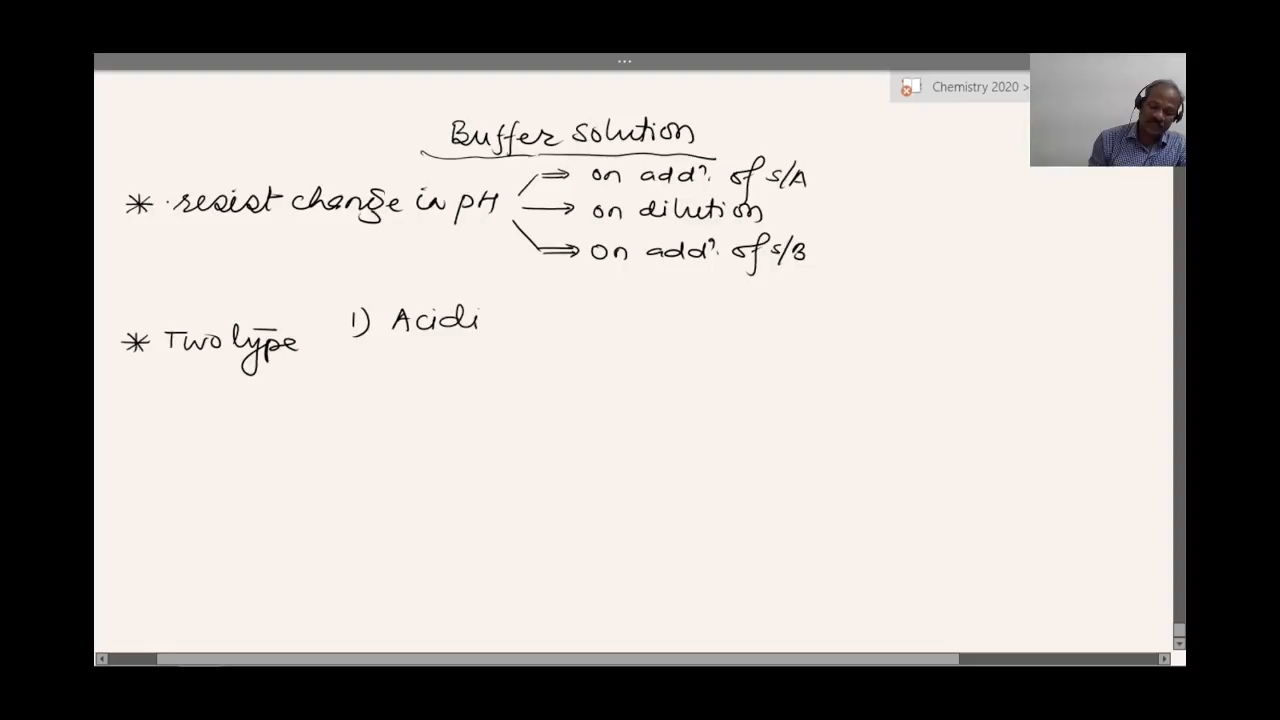 Chemistry 2020 >
Buffer Solution
* resist change in pH ⇒ on addⁿ. of S/A
→ on dilution
⇒ on addⁿ. of S/B
* Two type 1) Acidi